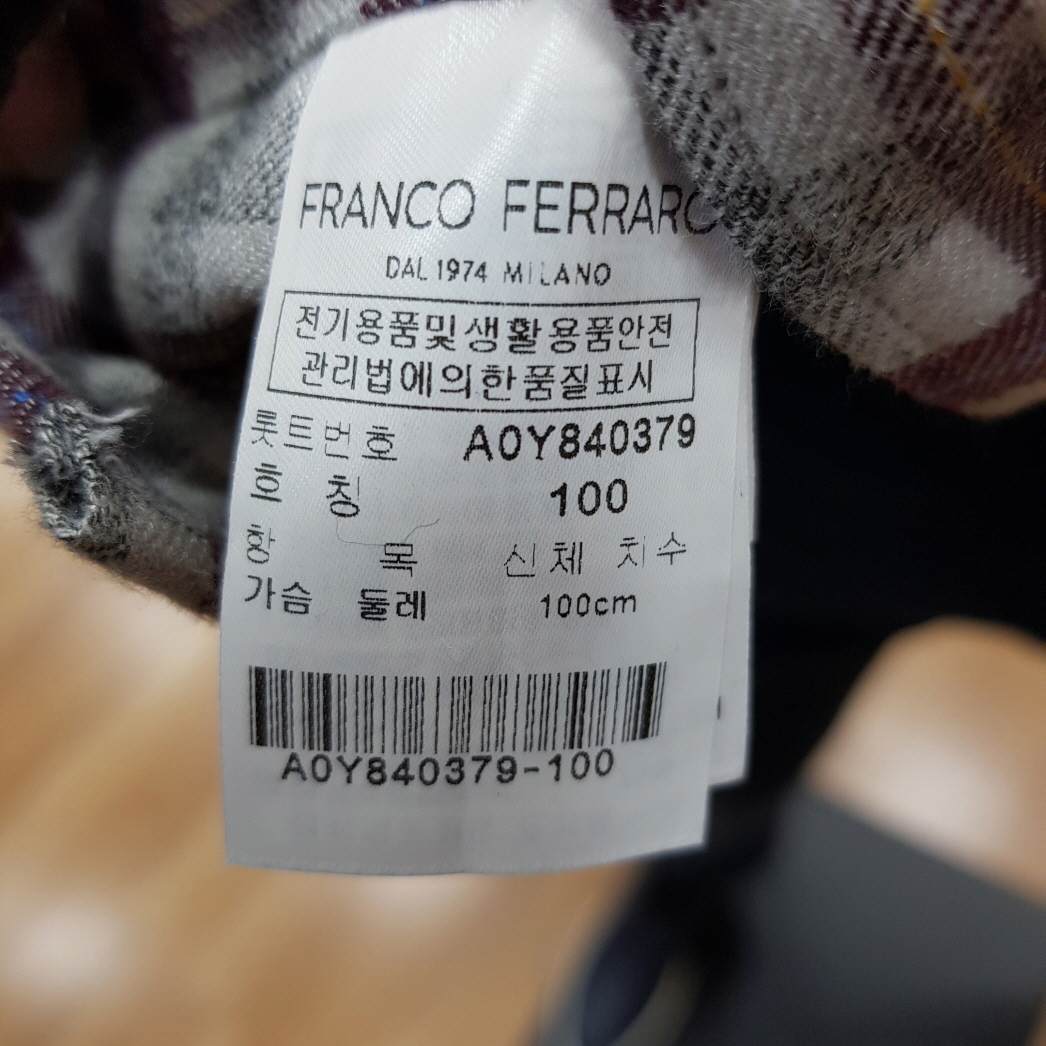 FRANCO FERRARO
DAL 1974 MILANO
전기용품및생활용품안전
관리법에의한품질표시
롯트번호 A0Y840379
호 칭 100
항 목 신체 치수
가슴 둘레 100cm
A0Y840379-100